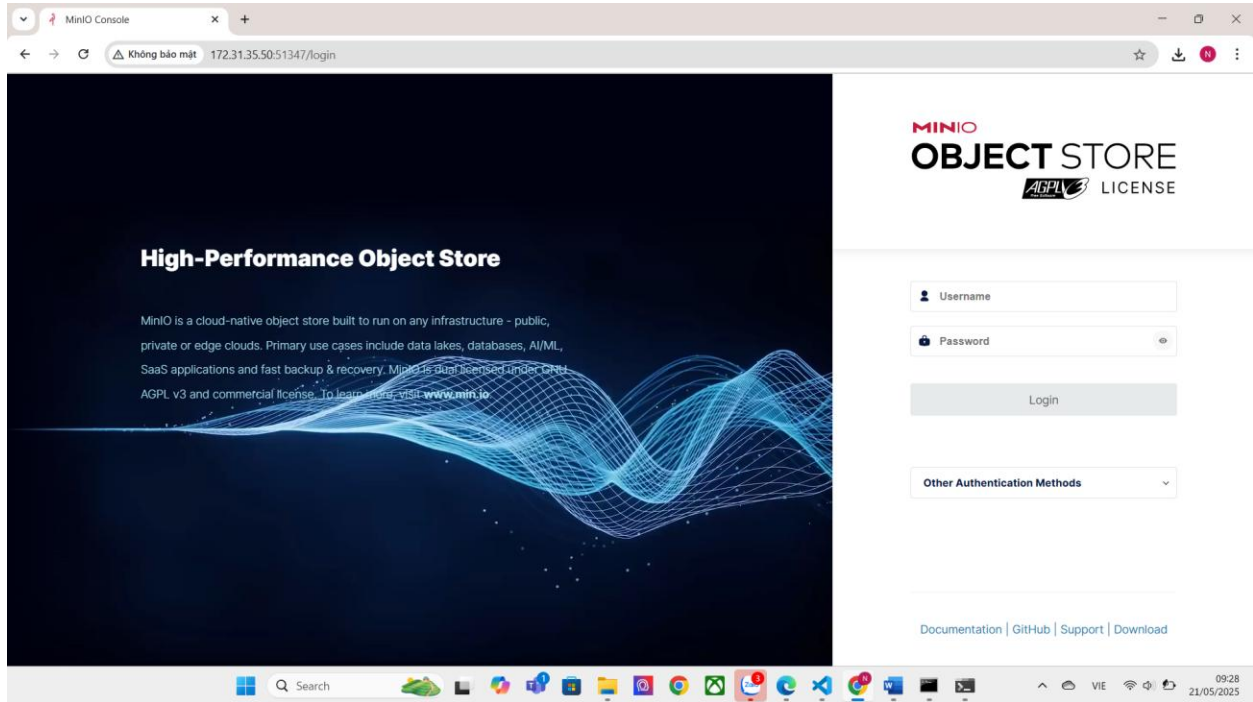 MinIO Console
Không bảo mật 172.31.35.50:51347/login
N
High-Performance Object Store
MinIO is a cloud-native object store built to run on any infrastructure - public,
private or edge clouds. Primary use cases include data lakes, databases, AI/ML,
SaaS applications and fast backup & recovery. MinIO is dual licensed under GNU
AGPL v3 and commercial license. To learn more, visit www.min.io
MINIO
OBJECT STORE
AGPLV3 LICENSE
Username
Password
Login
Other Authentication Methods
Documentation | GitHub | Support | Download
Search
3
N
VIE
09:28
21/05/2025